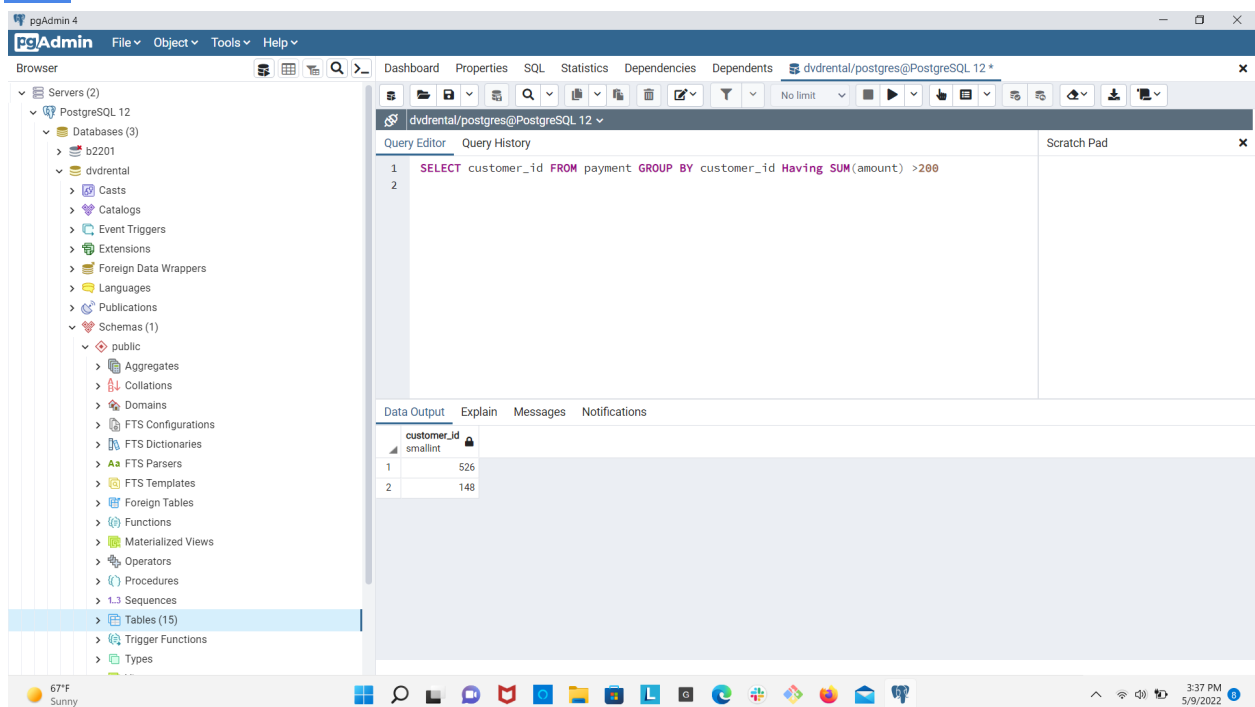 pgAdmin 4
pgAdmin File Object Tools Help
Browser
Dashboard Properties SQL Statistics Dependencies Dependents dvdrental/postgres@PostgreSQL 12 *
No limit
dvdrental/postgres@PostgreSQL 12
Query Editor Query History
Scratch Pad
1 SELECT customer_id FROM payment GROUP BY customer_id Having SUM(amount) >200
2
Servers (2)
PostgreSQL 12
Databases (3)
b2201
dvdrental
Casts
Catalogs
Event Triggers
Extensions
Foreign Data Wrappers
Languages
Publications
Schemas (1)
public
Aggregates
Collations
Domains
FTS Configurations
FTS Dictionaries
Aa FTS Parsers
FTS Templates
Foreign Tables
Functions
Materialized Views
Operators
Procedures
1..3 Sequences
Tables (15)
Trigger Functions
Types
Data Output Explain Messages Notifications
customer_id
smallint
1 526
2 148
67°F
Sunny
3:37 PM
5/9/2022
8